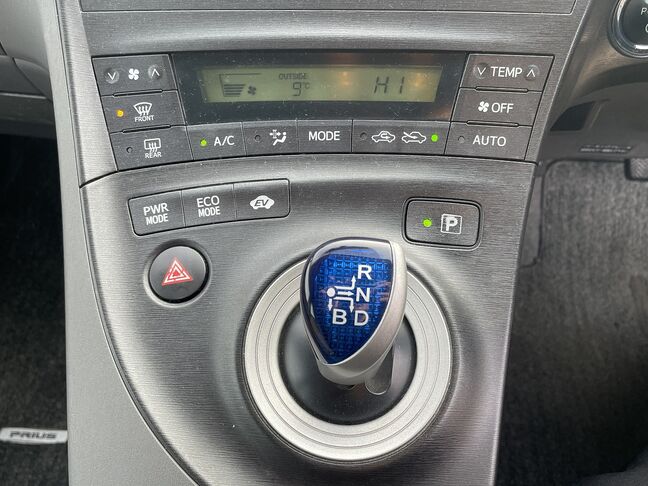 P
OUTSIDE
9°C
HI
TEMP
FRONT
OFF
REAR
A/C
MODE
AUTO
PWR
MODE
ECO
MODE
EV
P
R
N
B D
PRIUS